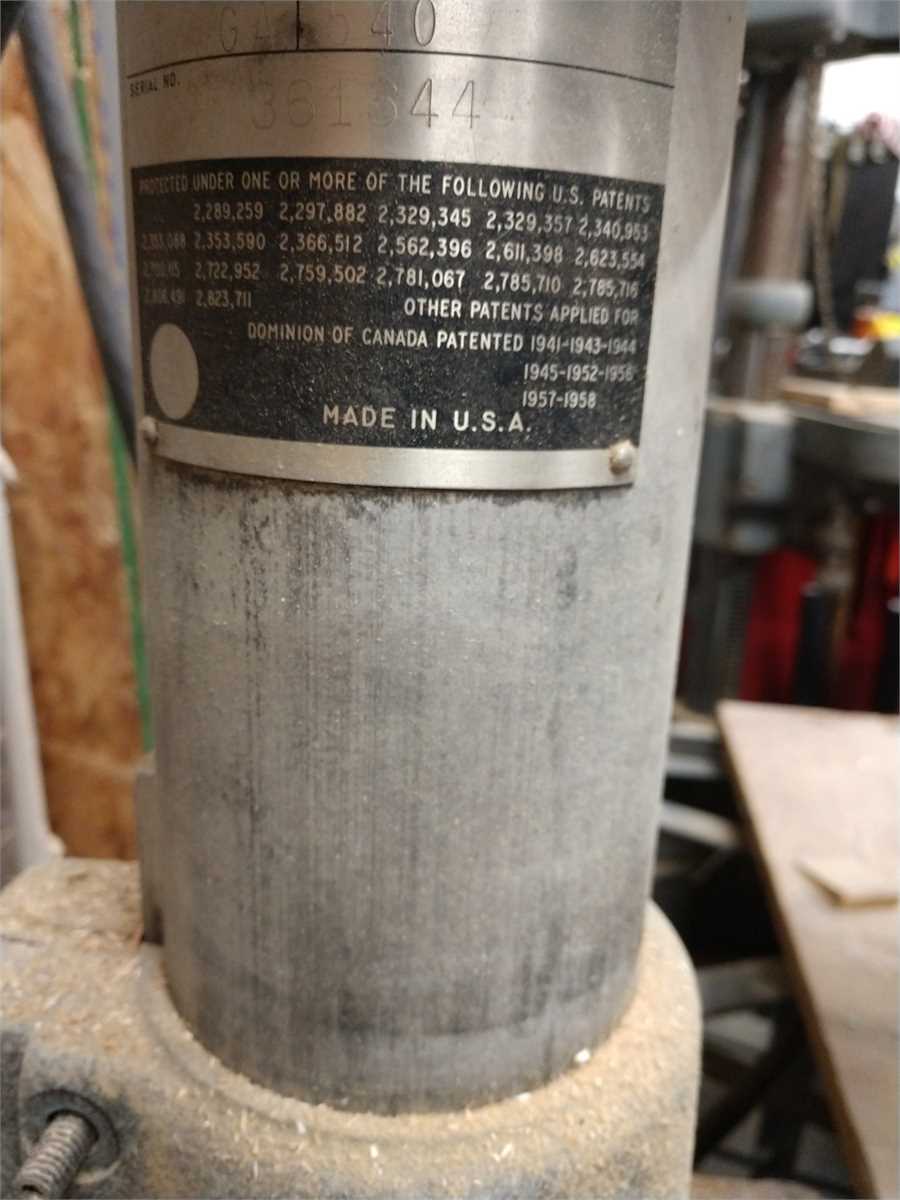 SERIAL NO.
361644
PROTECTED UNDER ONE OR MORE OF THE FOLLOWING U.S. PATENTS
2,289,259 2,297,882 2,329,345 2,329,357 2,340,953
2,353,088 2,353,590 2,366,512 2,562,396 2,611,398 2,623,554
2,722,952 2,759,502 2,781,067 2,785,710 2,785,716
2,823,711 OTHER PATENTS APPLIED FOR
DOMINION OF CANADA PATENTED 1941-1943-1944
1945-1952-1956
1957-1958
MADE IN U.S.A.